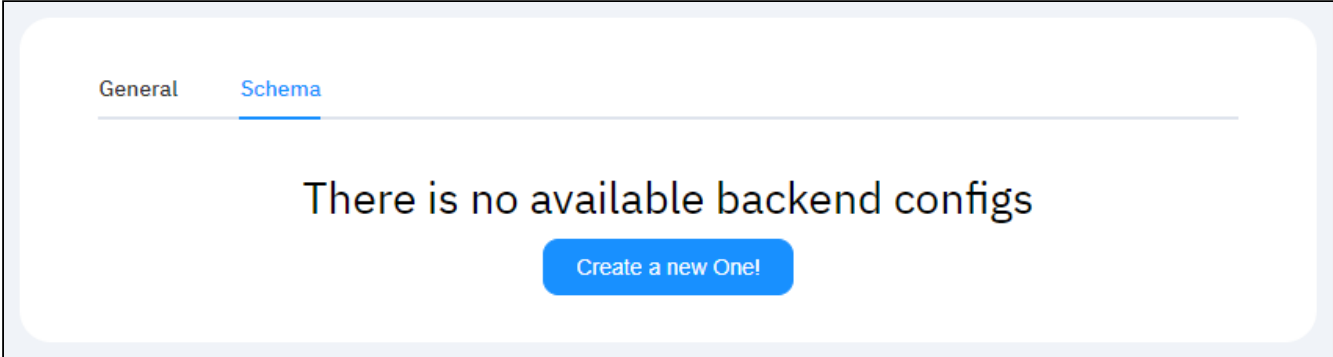 General Schema
There is no available backend configs
Create a new One!